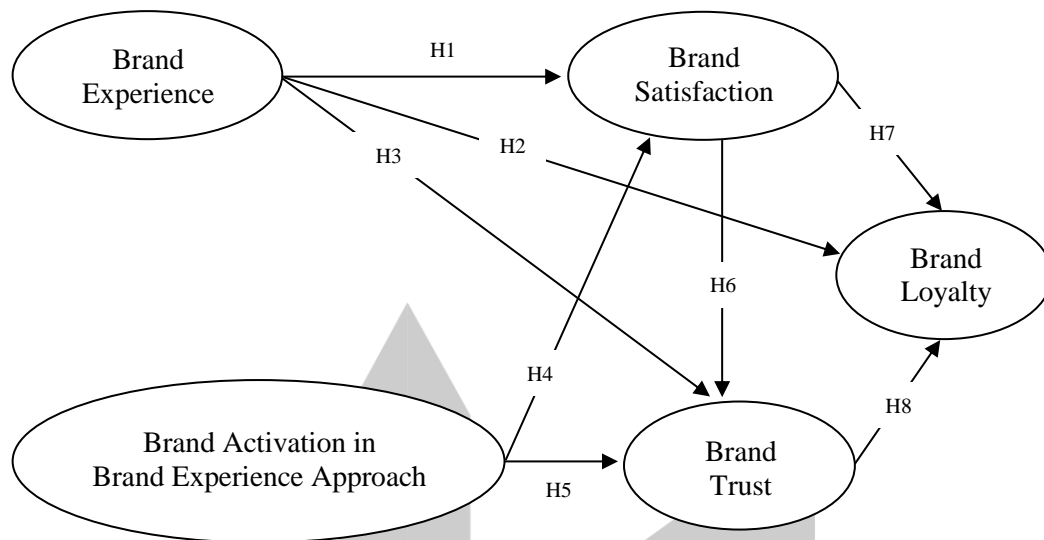 Brand
Experience
H1
Brand
Satisfaction
H3
H2
H7
Brand
Loyalty
H6
H4
H8
Brand Activation in
Brand Experience Approach
H5
Brand
Trust